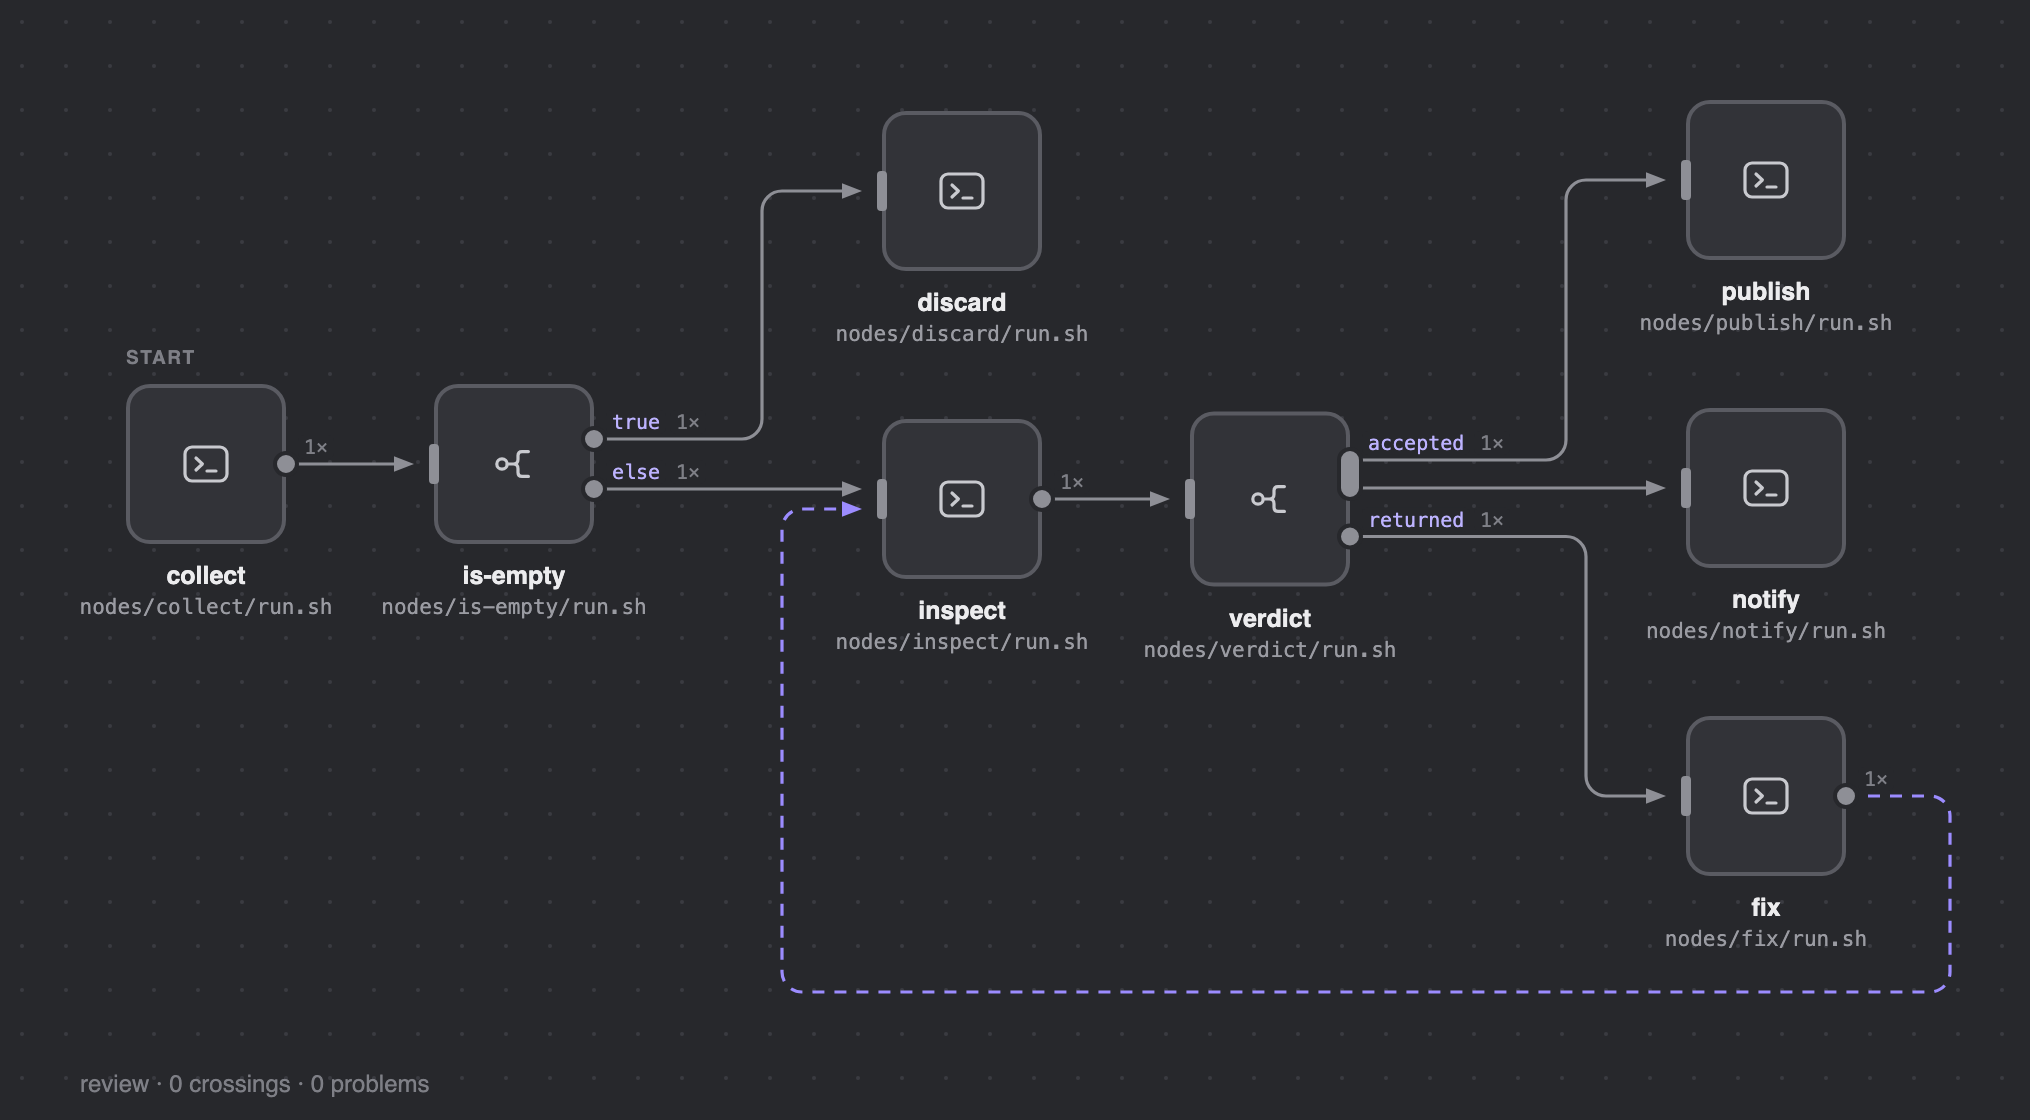 START
collect
nodes/collect/run.sh
1×
is-empty
nodes/is-empty/run.sh
true 1×
else 1×
discard
nodes/discard/run.sh
inspect
nodes/inspect/run.sh
1×
verdict
nodes/verdict/run.sh
accepted 1×
returned 1×
publish
nodes/publish/run.sh
notify
nodes/notify/run.sh
fix
nodes/fix/run.sh
1×
review · 0 crossings · 0 problems